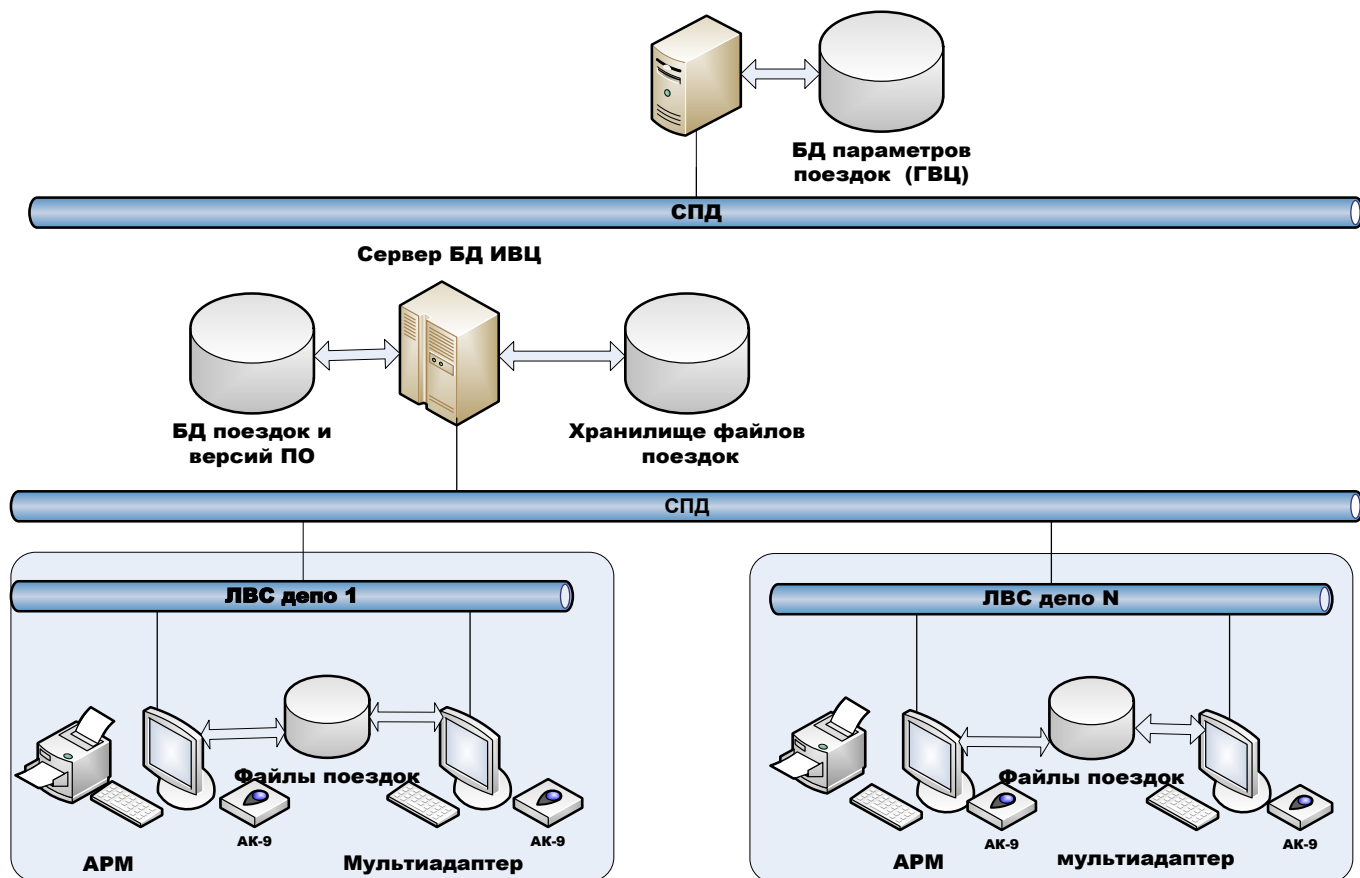 БД параметров
поездок (ГВЦ)
СПД
Сервер БД ИВЦ
БД поездок и
версий ПО
Хранилище файлов
поездок
СПД
ЛВС депо 1
Файлы поездок
АК-9
АК-9
АРМ
Мультиадаптер
ЛВС депо N
Файлы поездок
АК-9
АК-9
АРМ
мультиадаптер